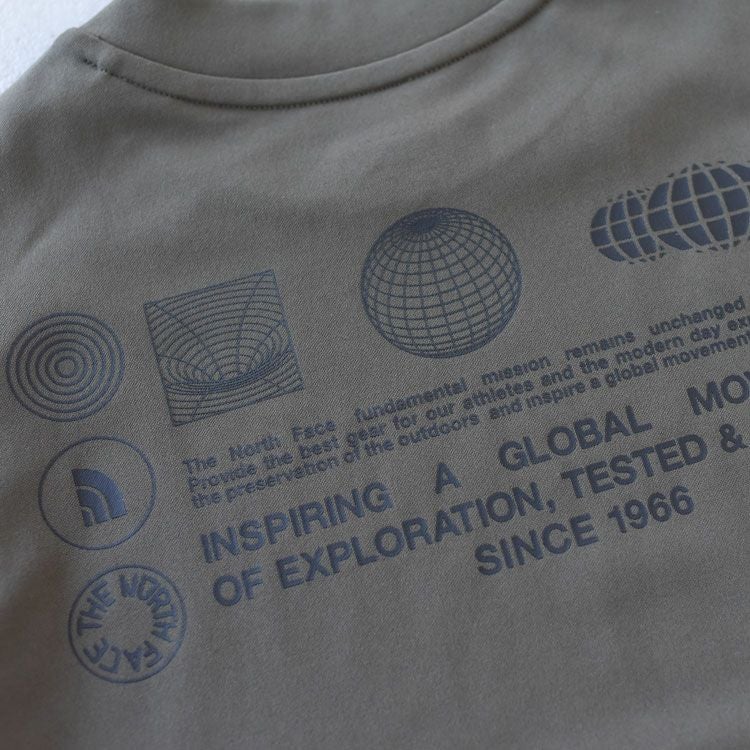 The North Face fundamental mission remains unchanged
Provide the best gear for our athletes and the modern day
the preservation of the outdoors and inspire a global movement
INSPIRING A GLOBAL
OF EXPLORATION, TESTED &
SINCE 1966
THE NORTH FACE